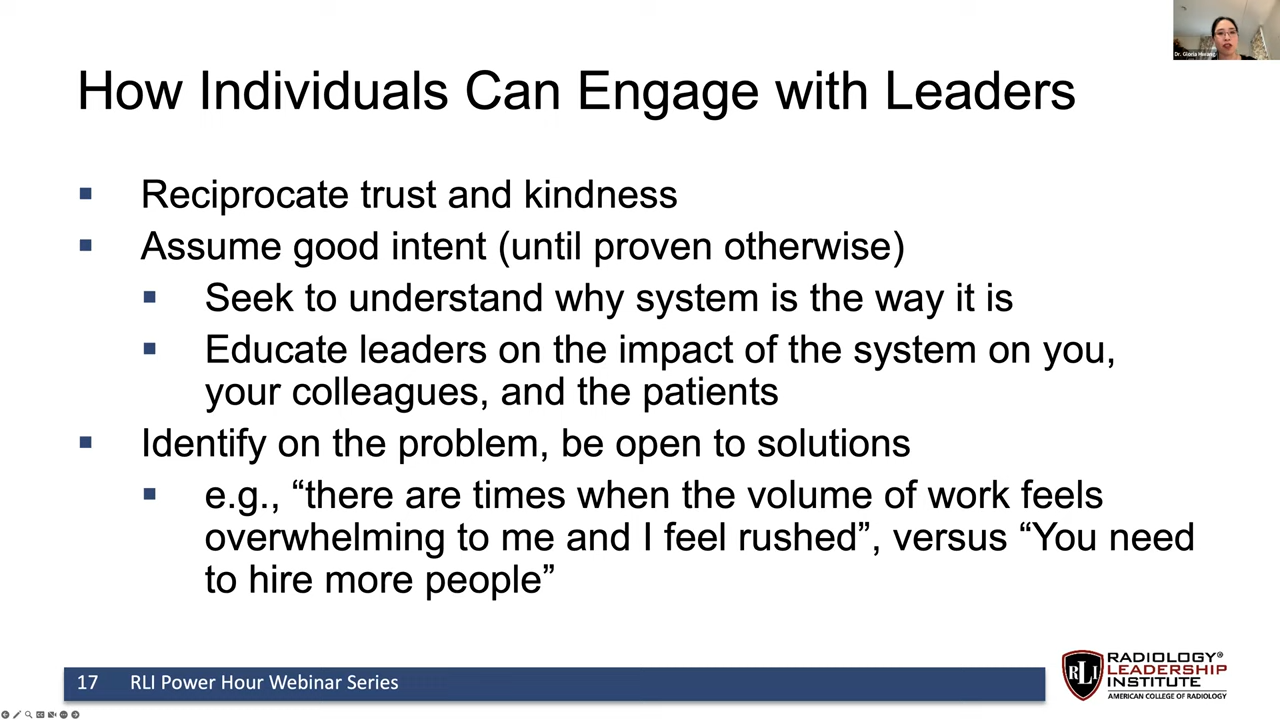 Dr. Gloria Hwang
How Individuals Can Engage with Leaders
Reciprocate trust and kindness
Assume good intent (until proven otherwise)
Seek to understand why system is the way it is
Educate leaders on the impact of the system on you,
your colleagues, and the patients
Identify on the problem, be open to solutions
e.g., “there are times when the volume of work feels
overwhelming to me and I feel rushed”, versus “You need
to hire more people”
17 RLI Power Hour Webinar Series
RLI
RADIOLOGY®
LEADERSHIP
INSTITUTE
AMERICAN COLLEGE OF RADIOLOGY